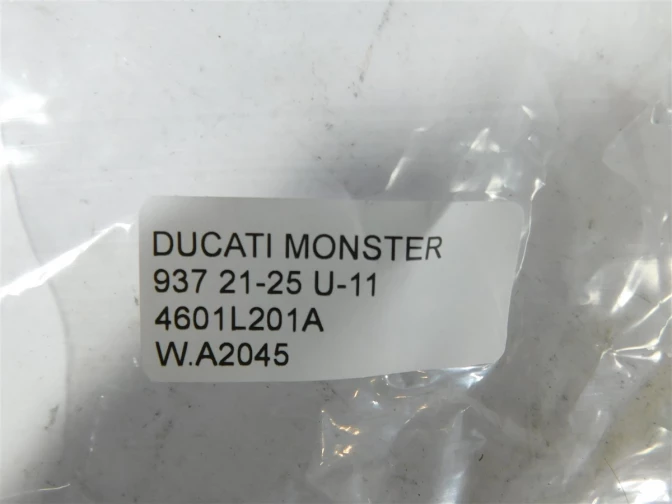 DUCATI MONSTER
937 21-25 U-11
4601L201A
W.A2045